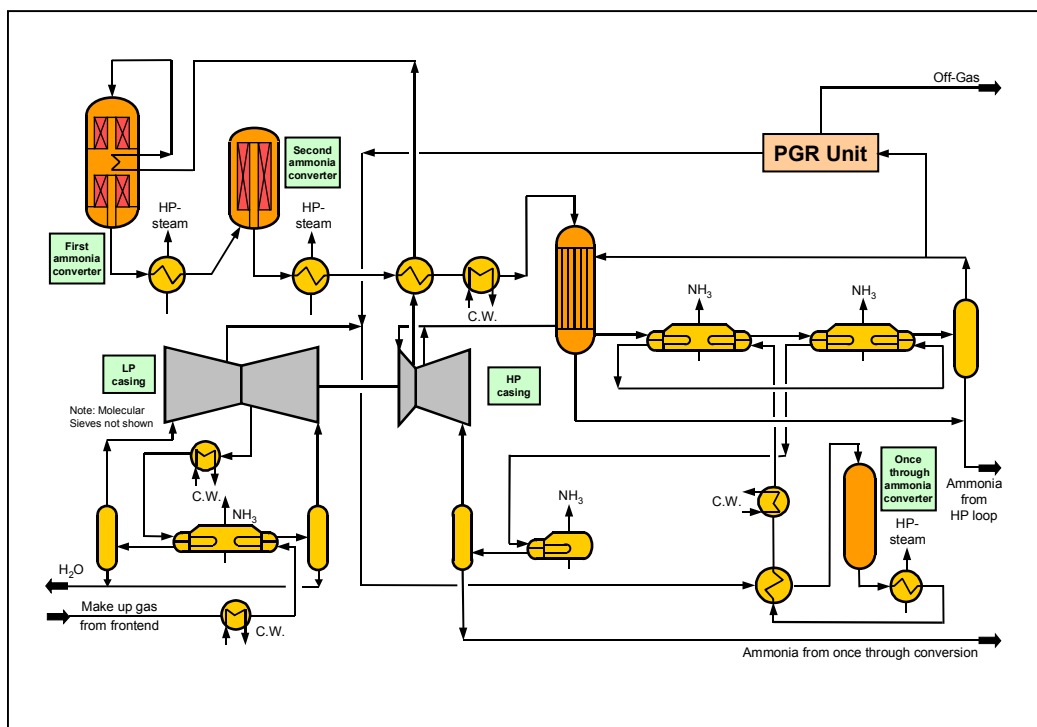 Off-Gas
PGR Unit
Second
ammonia
converter
HP-
steam
HP-
steam
First
ammonia
converter
C.W.
NH3
NH3
LP
casing
HP
casing
Note: Molecular
Sieves not shown
C.W.
NH3
NH3
C.W.
Once
through
ammonia
converter
HP-
steam
Ammonia
from
HP loop
H2O
Make up gas
from frontend
C.W.
Ammonia from once through conversion